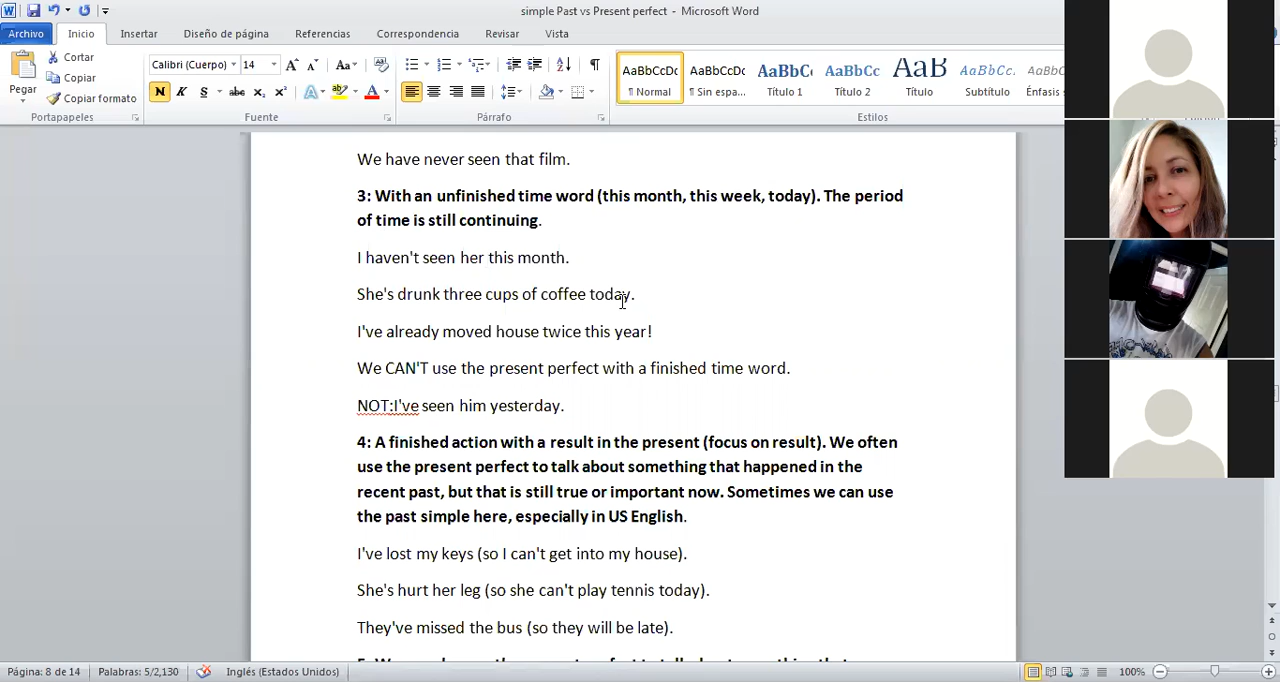 simple Past vs Present perfect - Microsoft Word
Archivo Inicio Insertar Diseño de página Referencias Correspondencia Revisar Vista
Pegar
Cortar
Copiar
Copiar formato
Portapapeles
Calibri (Cuerpo) 14
N K S abc x₂ x² A A
Fuente
Párrafo
AaBbCcDc AaBbCcDc AaBbC AaBbCc AaB AaBbCc AaBbCc
¶ Normal ¶ Sin espa... Título 1 Título 2 Título Subtítulo Énfasis
Estilos
We have never seen that film.
3: With an unfinished time word (this month, this week, today). The period
of time is still continuing.
I haven't seen her this month.
She's drunk three cups of coffee today.
I've already moved house twice this year!
We CAN'T use the present perfect with a finished time word.
NOT:I've seen him yesterday.
4: A finished action with a result in the present (focus on result). We often
use the present perfect to talk about something that happened in the
recent past, but that is still true or important now. Sometimes we can use
the past simple here, especially in US English.
I've lost my keys (so I can't get into my house).
She's hurt her leg (so she can't play tennis today).
They've missed the bus (so they will be late).
Página: 8 de 14 Palabras: 5/2,130 Inglés (Estados Unidos) 100%